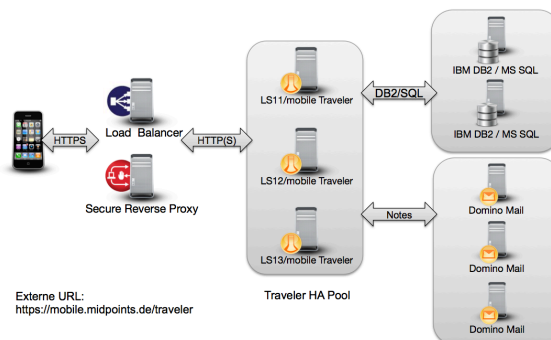 HTTPS
Load Balancer
Secure Reverse Proxy
HTTP(S)
LS11/mobile Traveler
LS12/mobile Traveler
LS13/mobile Traveler
Traveler HA Pool
DB2/SQL
IBM DB2 / MS SQL
IBM DB2 / MS SQL
Notes
Domino Mail
Domino Mail
Domino Mail
Externe URL:
https://mobile.midpoints.de/traveler